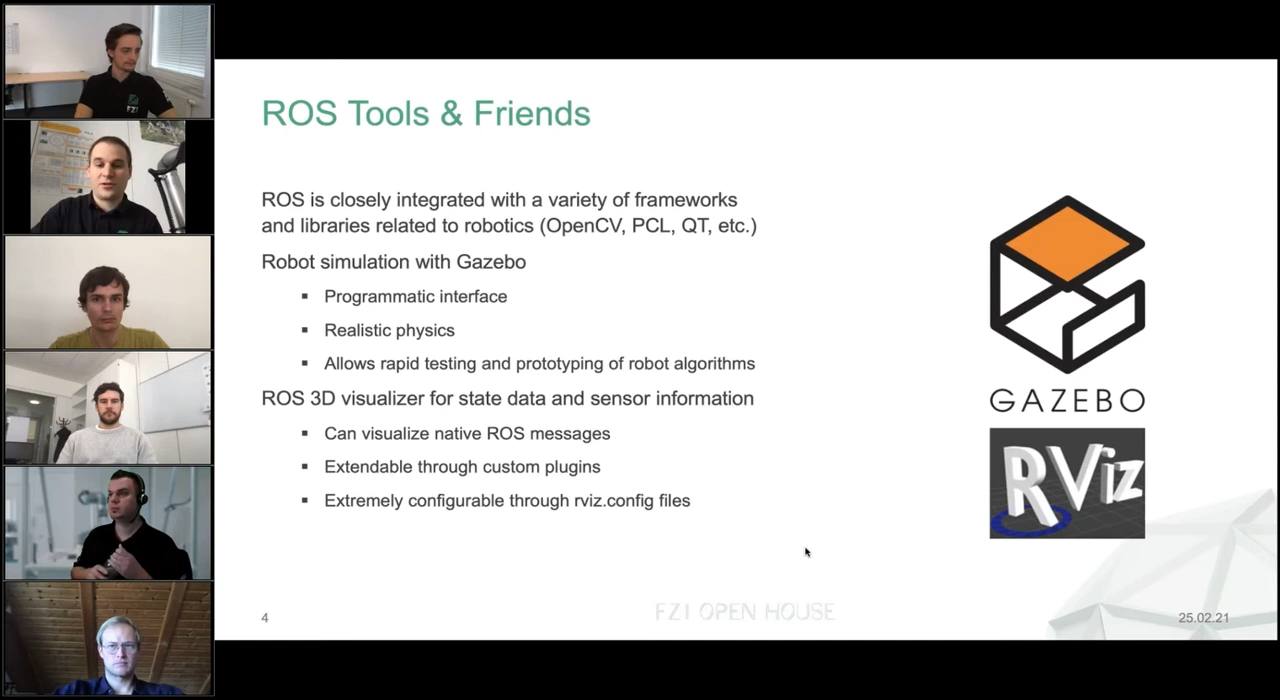 FZI
ROS Tools & Friends
ROS is closely integrated with a variety of frameworks
and libraries related to robotics (OpenCV, PCL, QT, etc.)
Robot simulation with Gazebo
▪ Programmatic interface
▪ Realistic physics
▪ Allows rapid testing and prototyping of robot algorithms
ROS 3D visualizer for state data and sensor information
▪ Can visualize native ROS messages
▪ Extendable through custom plugins
▪ Extremely configurable through rviz.config files
GAZEBO
RViz
4
FZI OPEN HOUSE
25.02.21